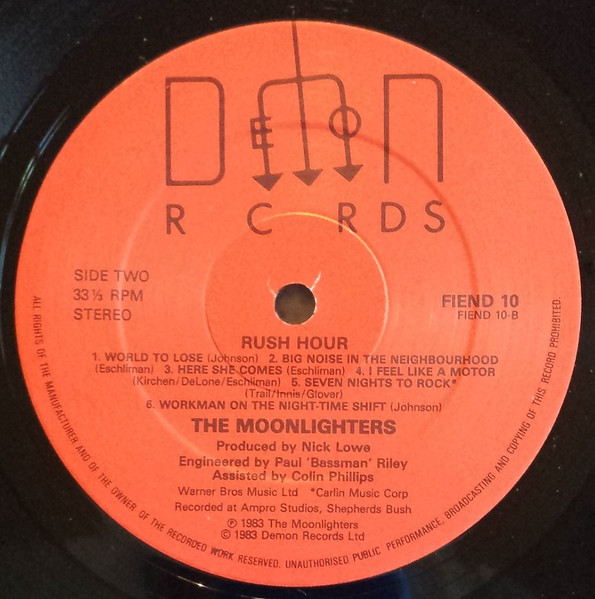 DEMON
RECORDS
SIDE TWO
33⅓ RPM
STEREO
FIEND 10
FIEND 10-B
RUSH HOUR
1. WORLD TO LOSE (Johnson) 2. BIG NOISE IN THE NEIGHBOURHOOD
(Eschliman) 3. HERE SHE COMES (Eschliman) 4. I FEEL LIKE A MOTOR
(Kirchen/DeLone/Eschliman) 5. SEVEN NIGHTS TO ROCK*
(Trail/Innis/Glover)
6. WORKMAN ON THE NIGHT-TIME SHIFT (Johnson)
THE MOONLIGHTERS
Produced by Nick Lowe
Engineered by Paul 'Bassman' Riley
Assisted by Colin Phillips
Warner Bros Music Ltd *Carlin Music Corp
Recorded at Ampro Studios, Shepherds Bush
℗ 1983 The Moonlighters
© 1983 Demon Records Ltd
ALL RIGHTS OF THE MANUFACTURER AND OF THE OWNER OF THE RECORDED WORK RESERVED. UNAUTHORISED PUBLIC PERFORMANCE, BROADCASTING AND COPYING OF THIS RECORD PROHIBITED.